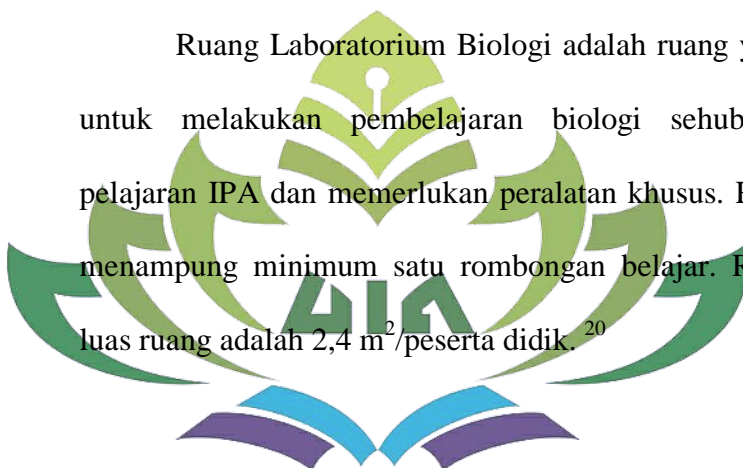 Ruang Laboratorium Biologi adalah ruang
untuk melakukan pembelajaran biologi
pelajaran IPA dan memerlukan peralatan khusus.
menampung minimum satu rombongan belajar.
UIN
luas ruang adalah 2,4 m²/peserta didik. ²⁰